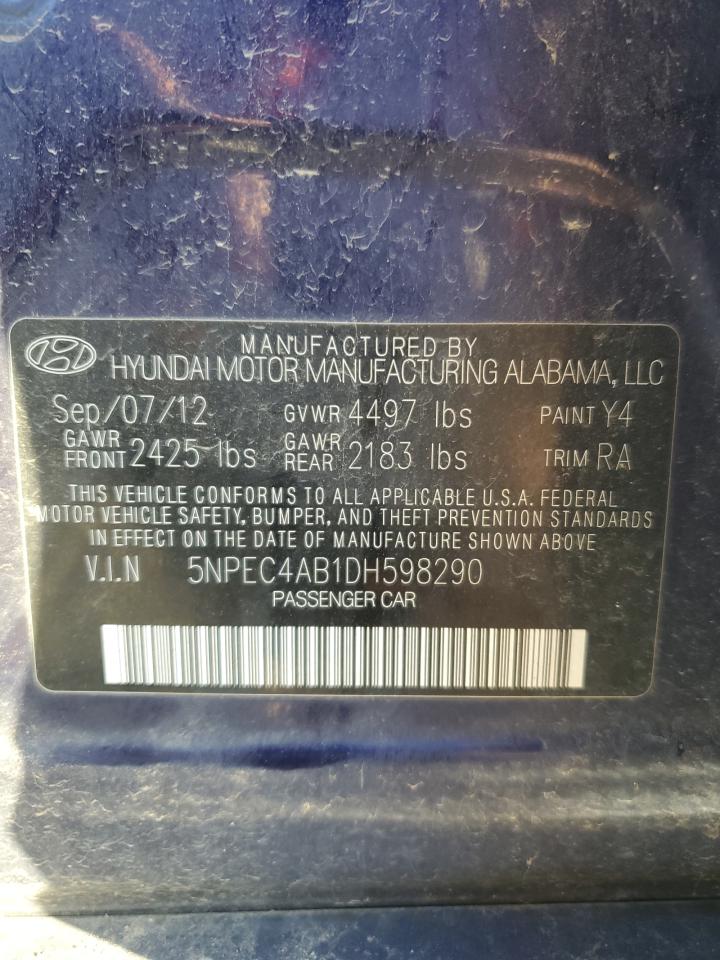 MANUFACTURED BY
HYUNDAI MOTOR MANUFACTURING ALABAMA, LLC
Sep/07/12 GVWR 4497 lbs PAINT Y4
GAWR FRONT 2425 lbs GAWR REAR 2183 lbs TRIM RA
THIS VEHICLE CONFORMS TO ALL APPLICABLE U.S.A. FEDERAL
MOTOR VEHICLE SAFETY, BUMPER, AND THEFT PREVENTION STANDARDS
IN EFFECT ON THE DATE OF MANUFACTURE SHOWN ABOVE
V.I.N 5NPEC4AB1DH598290
PASSENGER CAR